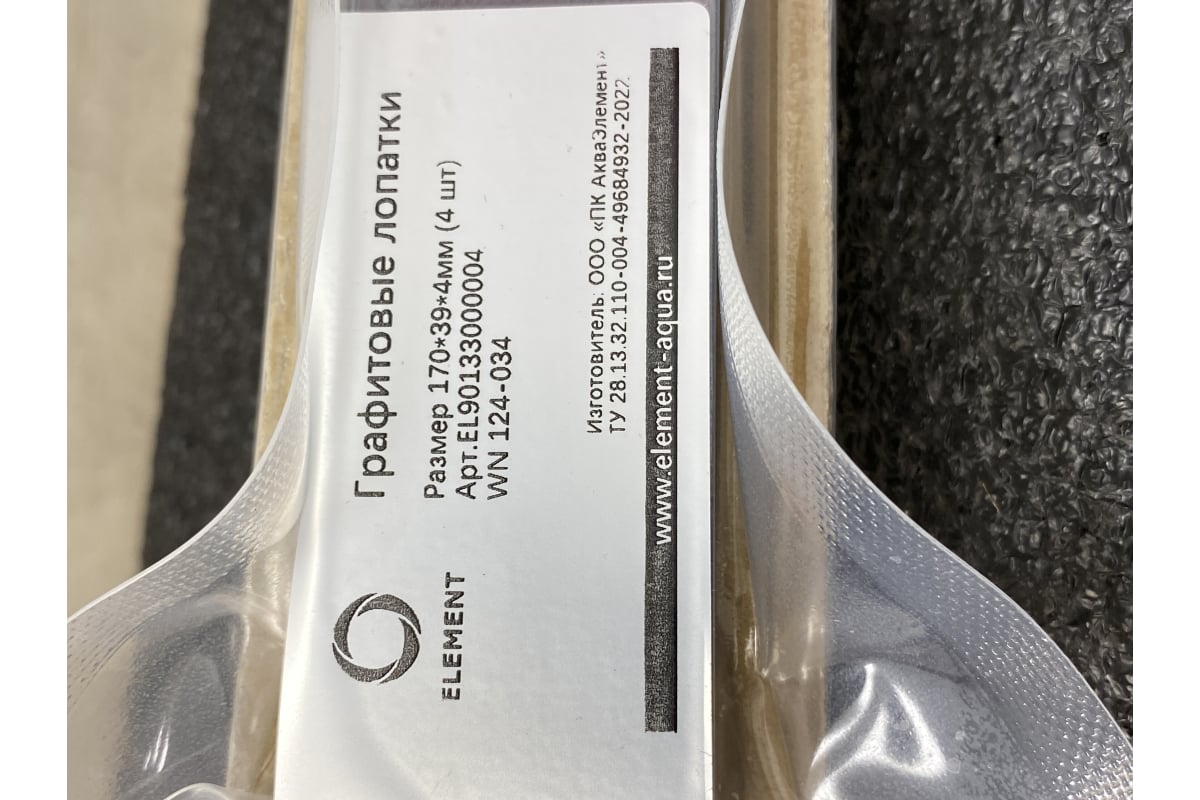 Графитовые лопатки
Размер 170*39*4мм (4 шт)
Арт.EL90133000004
WN 124-034
ELEMENT
Изготовитель: ООО «ПК АкваЭлемент»
ТУ 28.13.32.110-004-49684932-2022
www.element-aqua.ru